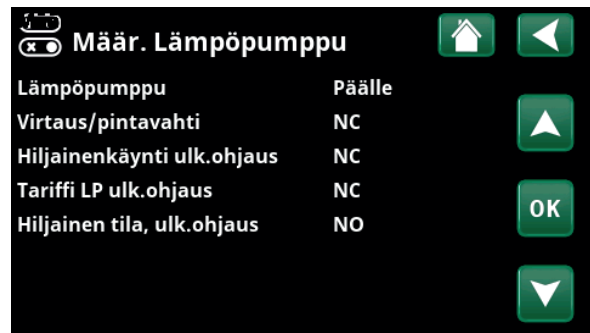 Määr. Lämpöpumppu
Lämpöpumppu Päälle
Virtaus/pintavahti NC
Hiljainenkäynti ulk.ohjaus NC
Tariffi LP ulk.ohjaus NC
Hiljainen tila, ulk.ohjaus NO
OK